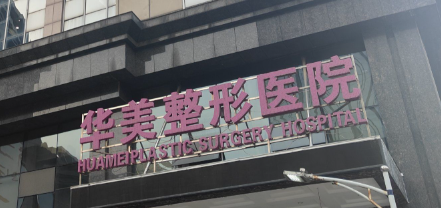 华美整形医院
HUAMEIPLASTIC SURGERY HOSPITAL